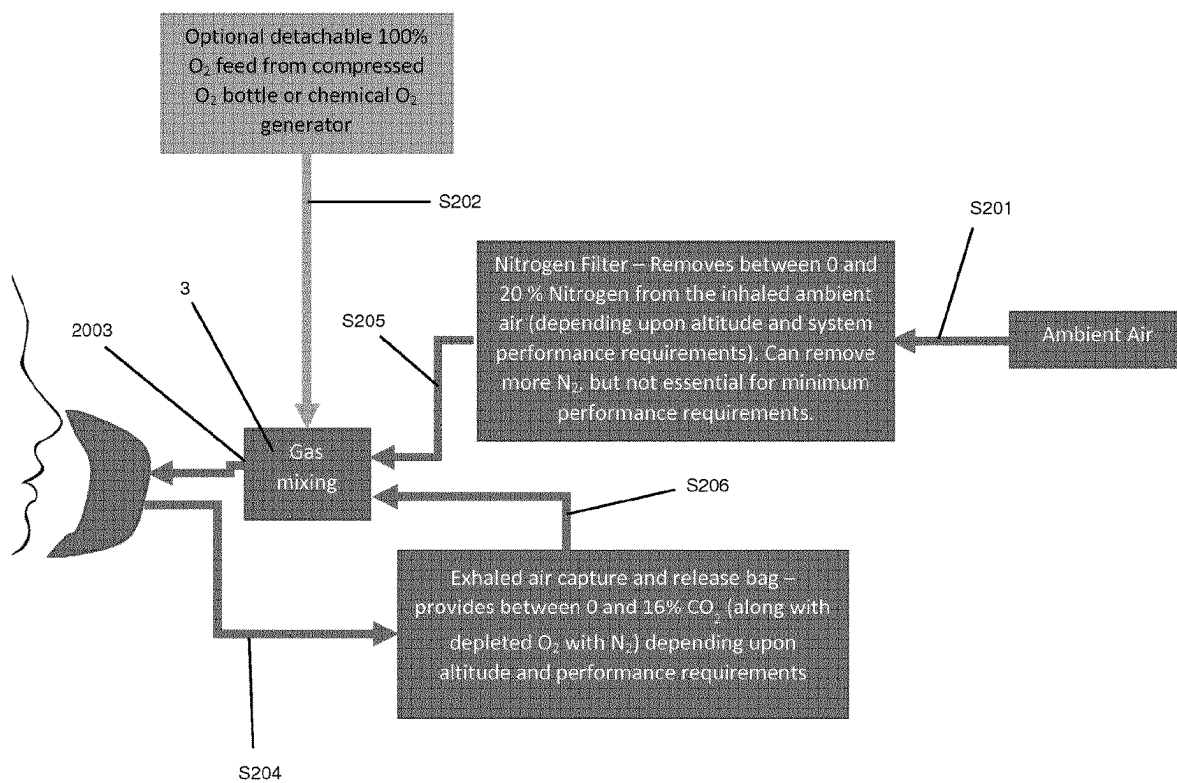 Optional detachable 100%
O₂ feed from compressed
O₂ bottle or chemical O₂
generator
S202
S201
Nitrogen Filter – Removes between 0 and
20 % Nitrogen from the inhaled ambient
air (depending upon altitude and system
performance requirements). Can remove
more N₂, but not essential for minimum
performance requirements.
Ambient Air
3
2003
S205
Gas
mixing
S206
Exhaled air capture and release bag –
provides between 0 and 16% CO₂ (along with
depleted O₂ with N₂) depending upon
altitude and performance requirements
S204